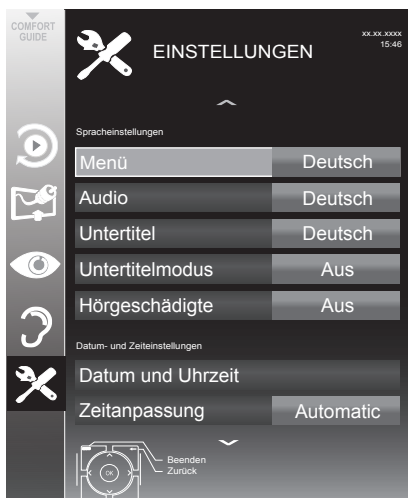 COMFORT
GUIDE
EINSTELLUNGEN
xx.xx.xxxx
15:46
Spracheinstellungen
Menü Deutsch
Audio Deutsch
Untertitel Deutsch
Untertitelmodus Aus
Hörgeschädigte Aus
Datum- und Zeiteinstellungen
Datum und Uhrzeit
Zeitanpassung Automatic
Beenden
Zurück
OK